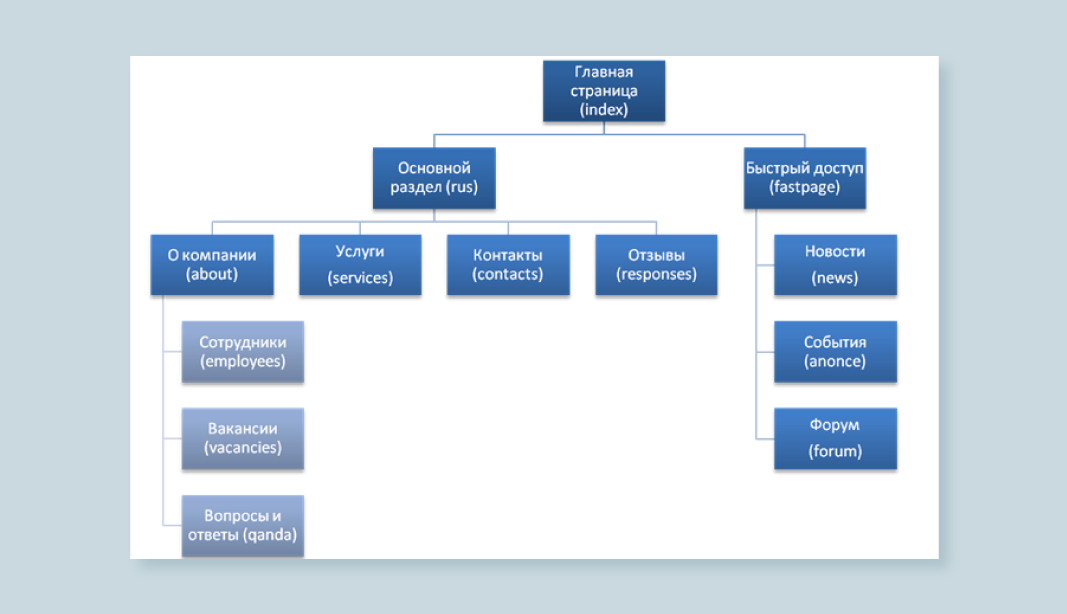 Главная
страница
(index)
Основной
раздел (rus)
Быстрый доступ
(fastpage)
О компании
(about)
Услуги
(services)
Контакты
(contacts)
Отзывы
(responses)
Новости
(news)
Сотрудники
(employees)
События
(anonce)
Вакансии
(vacancies)
Форум
(forum)
Вопросы и
ответы (qanda)